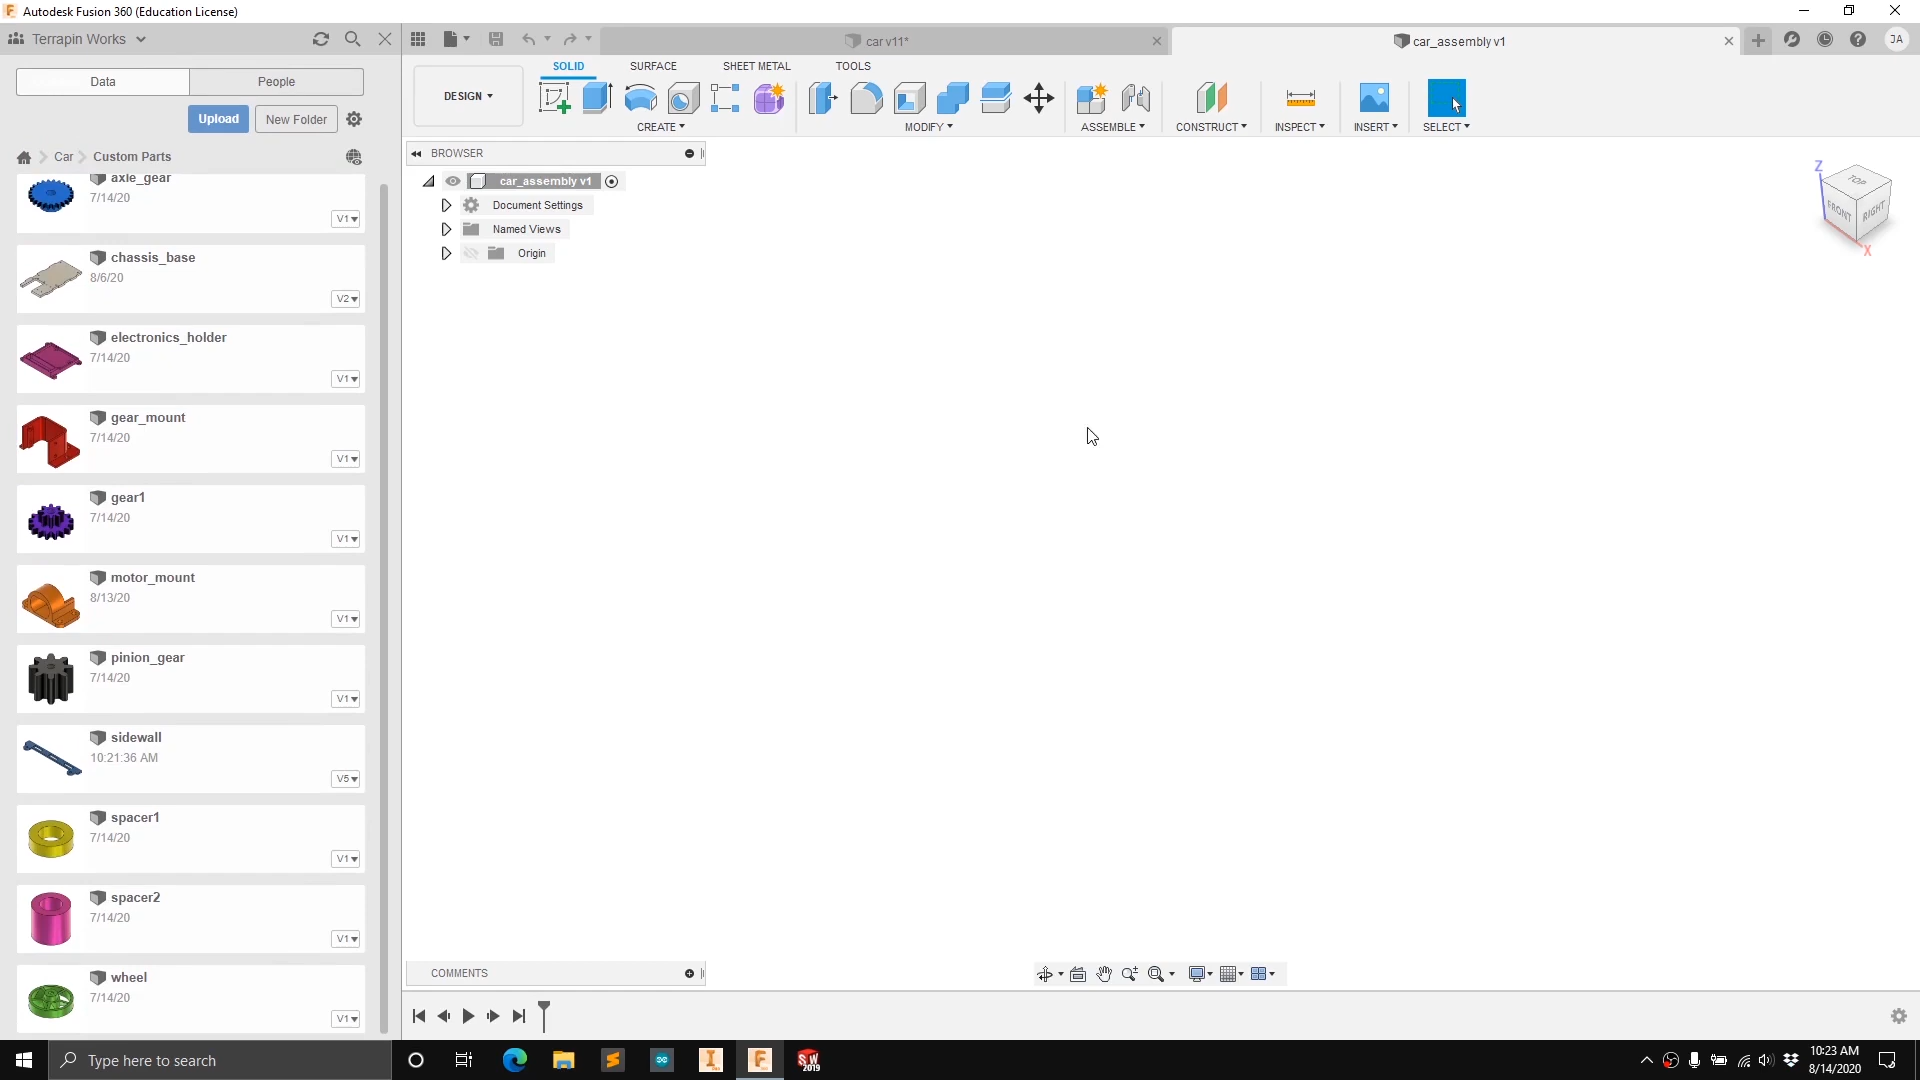 Autodesk Fusion 360 (Education License)
Terrapin Works
car v11*
car_assembly v1
JA
Data
People
Upload
New Folder
Car
Custom Parts
axle_gear
7/14/20
V1
chassis_base
8/6/20
V2
electronics_holder
7/14/20
V1
gear_mount
7/14/20
V1
gear1
7/14/20
V1
motor_mount
8/13/20
V1
pinion_gear
7/14/20
V1
sidewall
10:21:36 AM
V5
spacer1
7/14/20
V1
spacer2
7/14/20
V1
wheel
7/14/20
V1
SOLID
SURFACE
SHEET METAL
TOOLS
DESIGN
CREATE
MODIFY
ASSEMBLE
CONSTRUCT
INSPECT
INSERT
SELECT
BROWSER
car_assembly v1
Document Settings
Named Views
Origin
Z
TOP
FRONT
RIGHT
X
COMMENTS
Type here to search
SW
2019
10:23 AM
8/14/2020